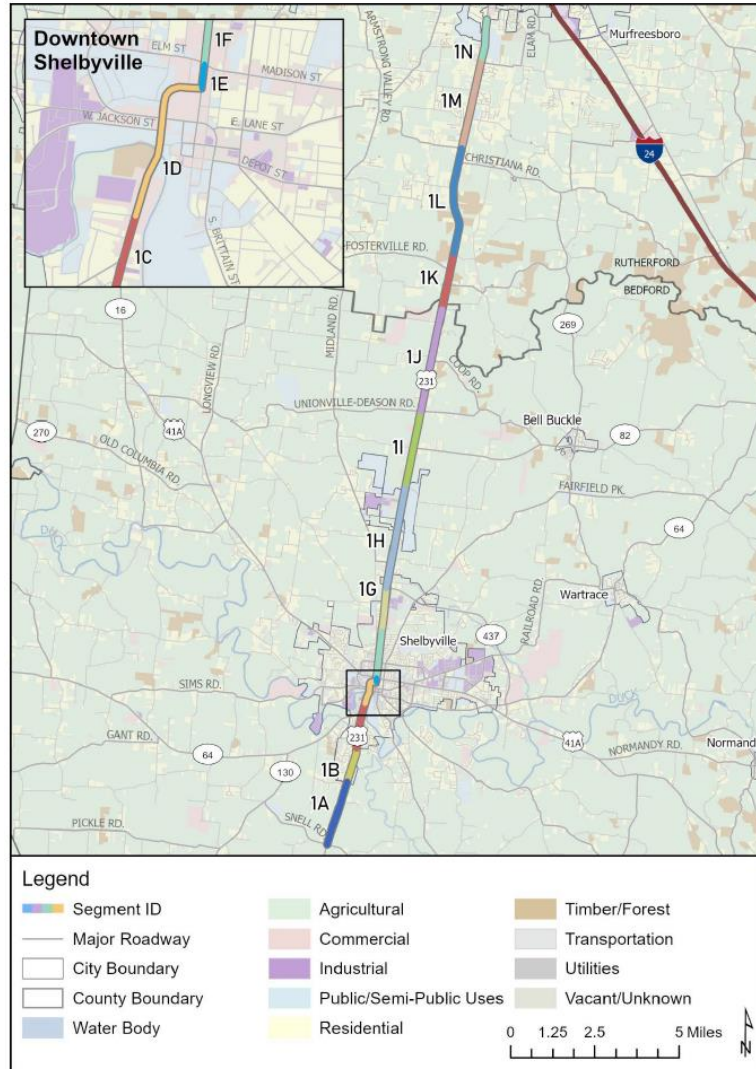 Downtown
Shelbyville
1F
ELM ST
MADISON ST
1E
W. JACKSON ST
E. LANE ST
DEPOT ST
1D
S. BRITTAIN ST
1C
ARMSTRONG VALLEY RD
ELAM RD
Murfreesboro
1N
1M
24
CHRISTIANA RD.
1L
FOSTERVILLE RD.
RUTHERFORD
BEDFORD
1K
16
MIDLAND RD.
269
LONGVIEW RD
1J
COOP RD.
231
UNIONVILLE-DEASON RD.
Bell Buckle
41A
270
82
OLD COLUMBIA RD.
1I
FAIRFIELD PK.
64
DUCK
1H
1G
Wartrace
RAILROAD RD
Shelbyville
437
SIMS RD.
DUCK
GANT RD.
231
41A
NORMANDY RD.
Normand
64
130
1B
1A
SNELL RD.
PICKLE RD.
Legend
Segment ID
Major Roadway
City Boundary
County Boundary
Water Body
Agricultural
Commercial
Industrial
Public/Semi-Public Uses
Residential
Timber/Forest
Transportation
Utilities
Vacant/Unknown
0 1.25 2.5 5 Miles
N